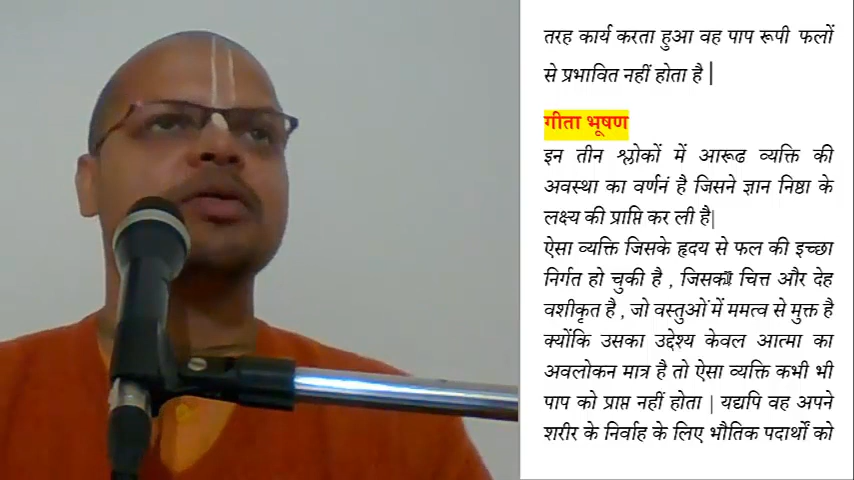 तरह कार्य करता हुआ वह पाप रूपी फलों
से प्रभावित नहीं होता है |
गीता भूषण
इन तीन श्लोकों में आरूढ व्यक्ति की
अवस्था का वर्णनं है जिसने ज्ञान निष्ठा के
लक्ष्य की प्राप्ति कर ली है|
ऐसा व्यक्ति जिसके हृदय से फल की इच्छा
निर्गत हो चुकी है , जिसका चित्त और देह
वशीकृत है , जो वस्तुओं में ममत्व से मुक्त है
क्योंकि उसका उद्देश्य केवल आत्मा का
अवलोकन मात्र है तो ऐसा व्यक्ति कभी भी
पाप को प्राप्त नहीं होता | यद्यपि वह अपने
शरीर के निर्वाह के लिए भौतिक पदार्थों को